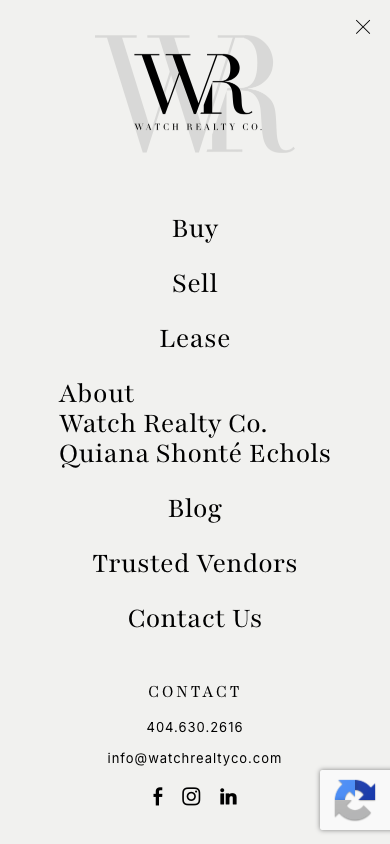 WR
WATCH REALTY CO.
Buy
Sell
Lease
About
Watch Realty Co.
Quiana Shonté Echols
Blog
Trusted Vendors
Contact Us
CONTACT
404.630.2616
info@watchrealtyco.com